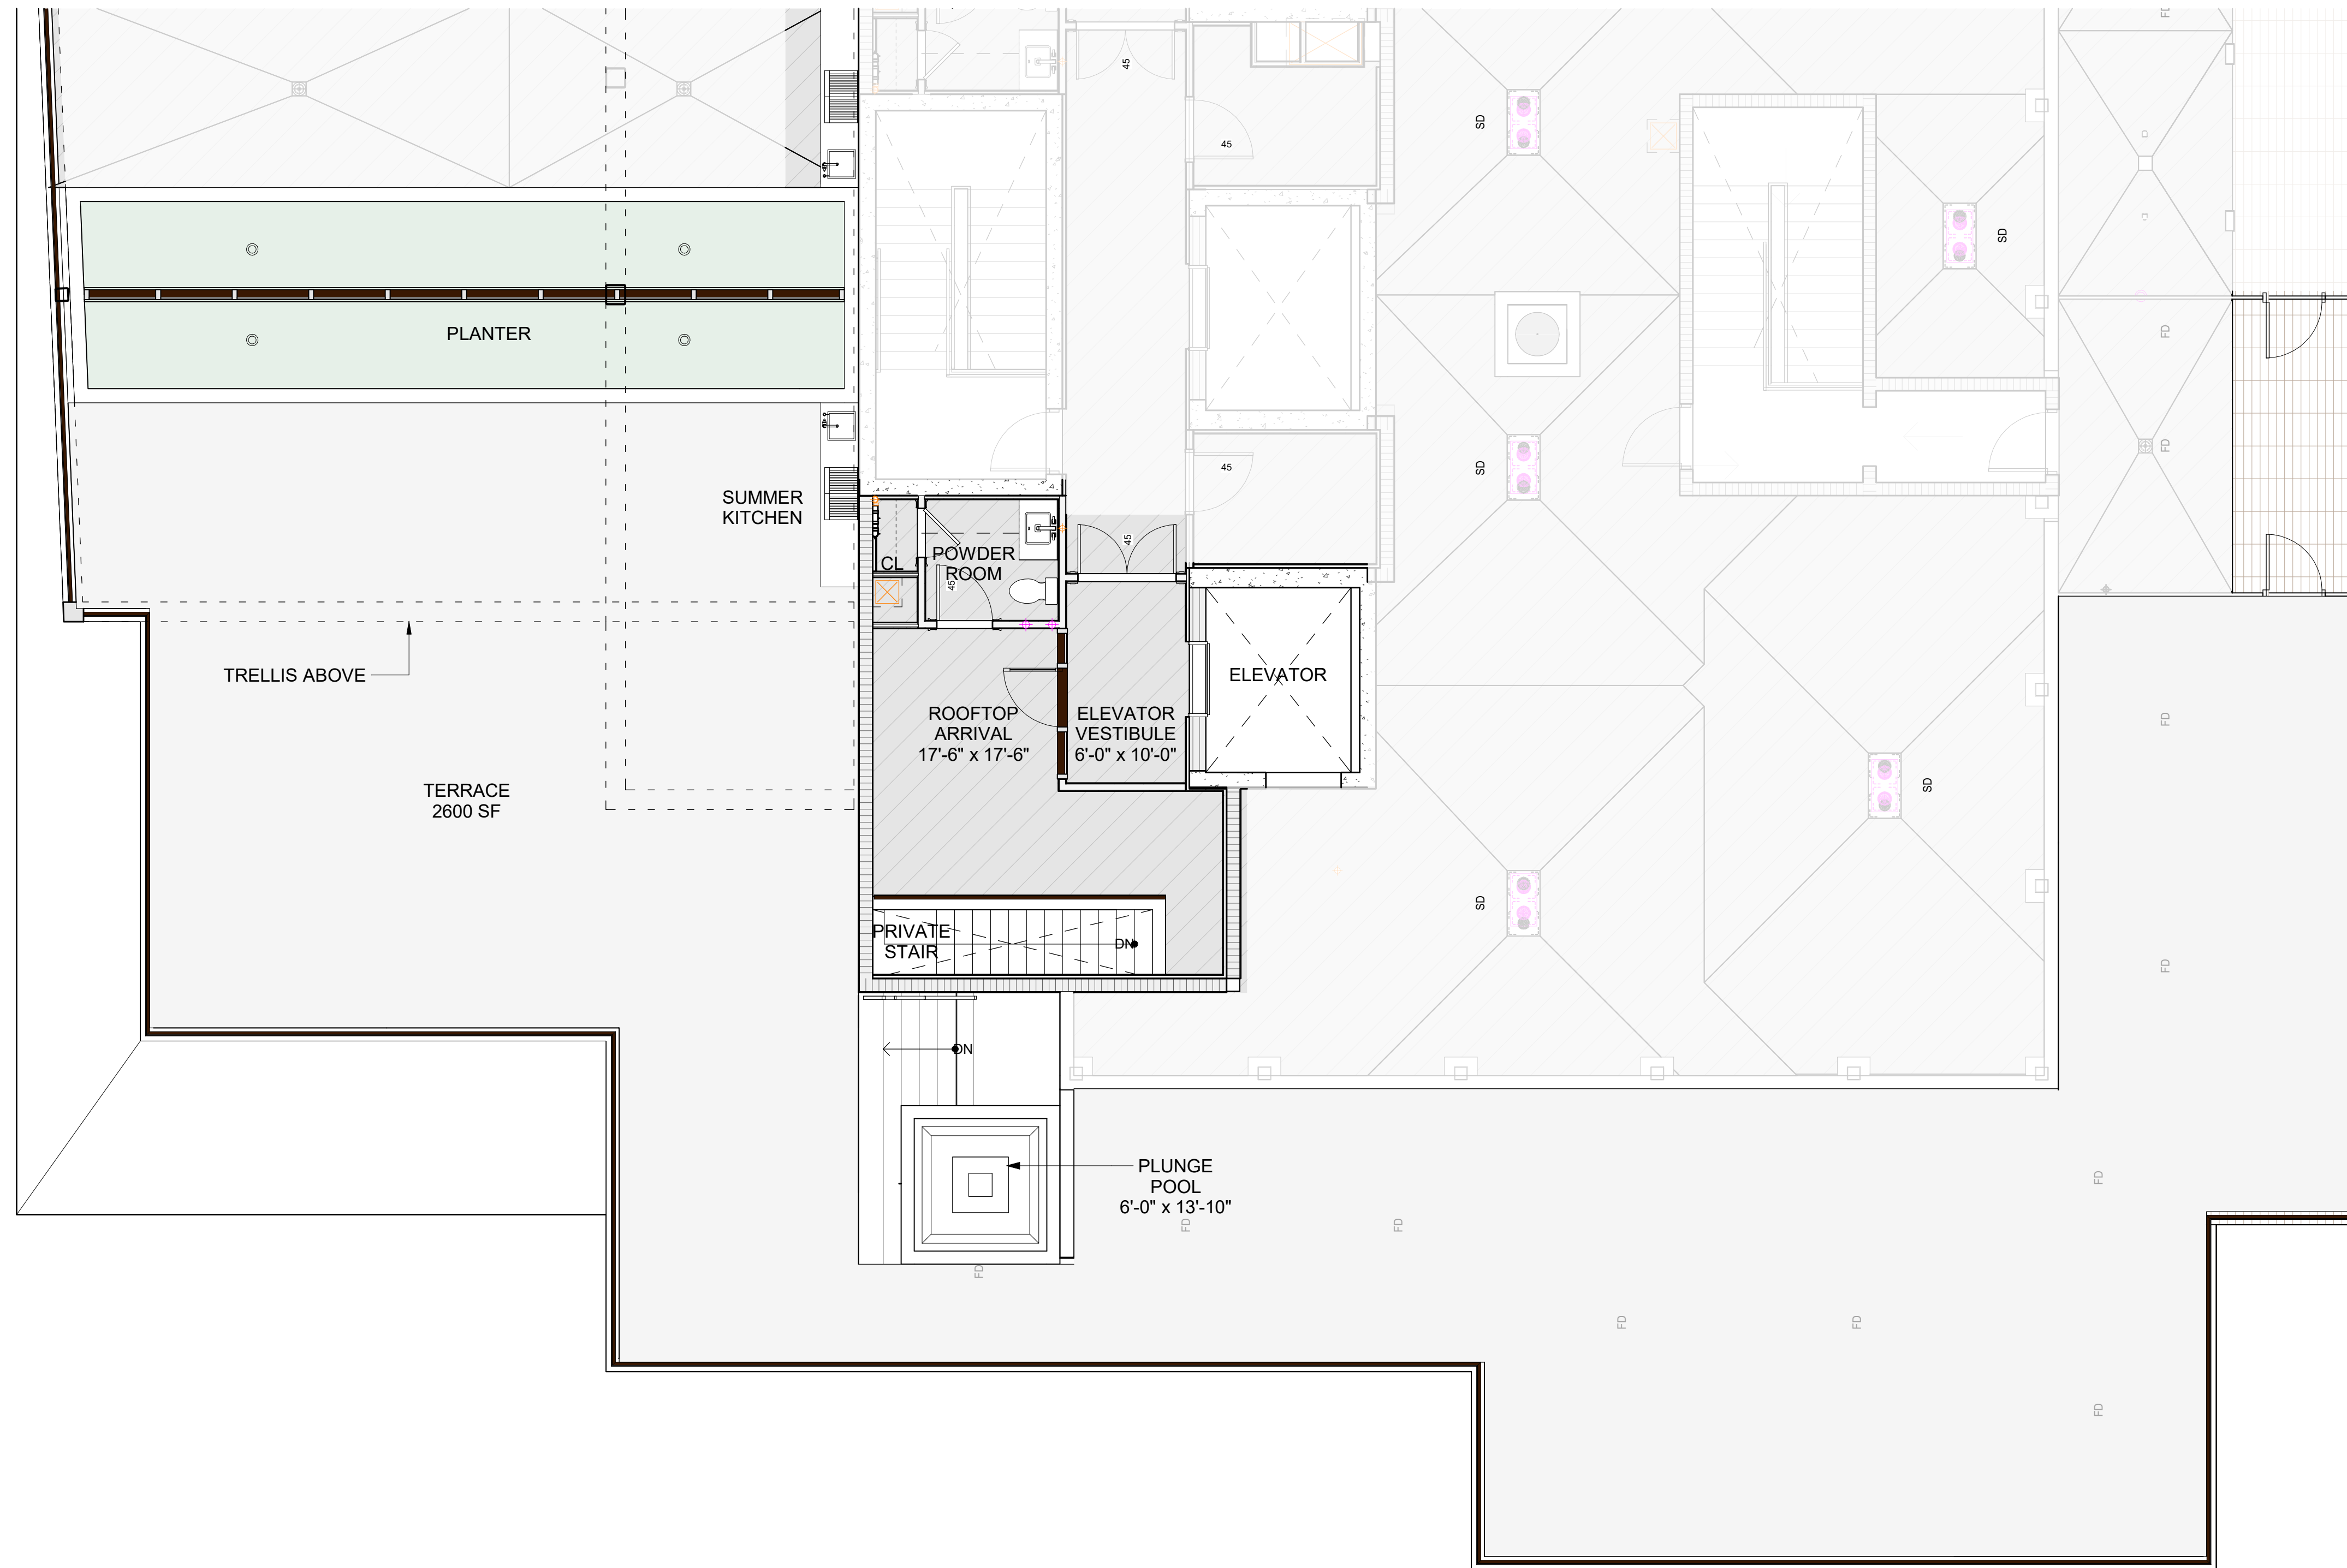 FD
45
SD
45
SD
FD
PLANTER
FD
45
SD
SUMMER
KITCHEN
45
POWDER
ROOM
CL
45
TRELLIS ABOVE
ELEVATOR
ROOFTOP
ARRIVAL
17'-6" x 17'-6"
ELEVATOR
VESTIBULE
6'-0" x 10'-0"
FD
TERRACE
2600 SF
SD
SD
PRIVATE
STAIR
DN
FD
DN
PLUNGE
POOL
6'-0" x 13'-10"
FD
FD
FD
FD
FD
FD
FD